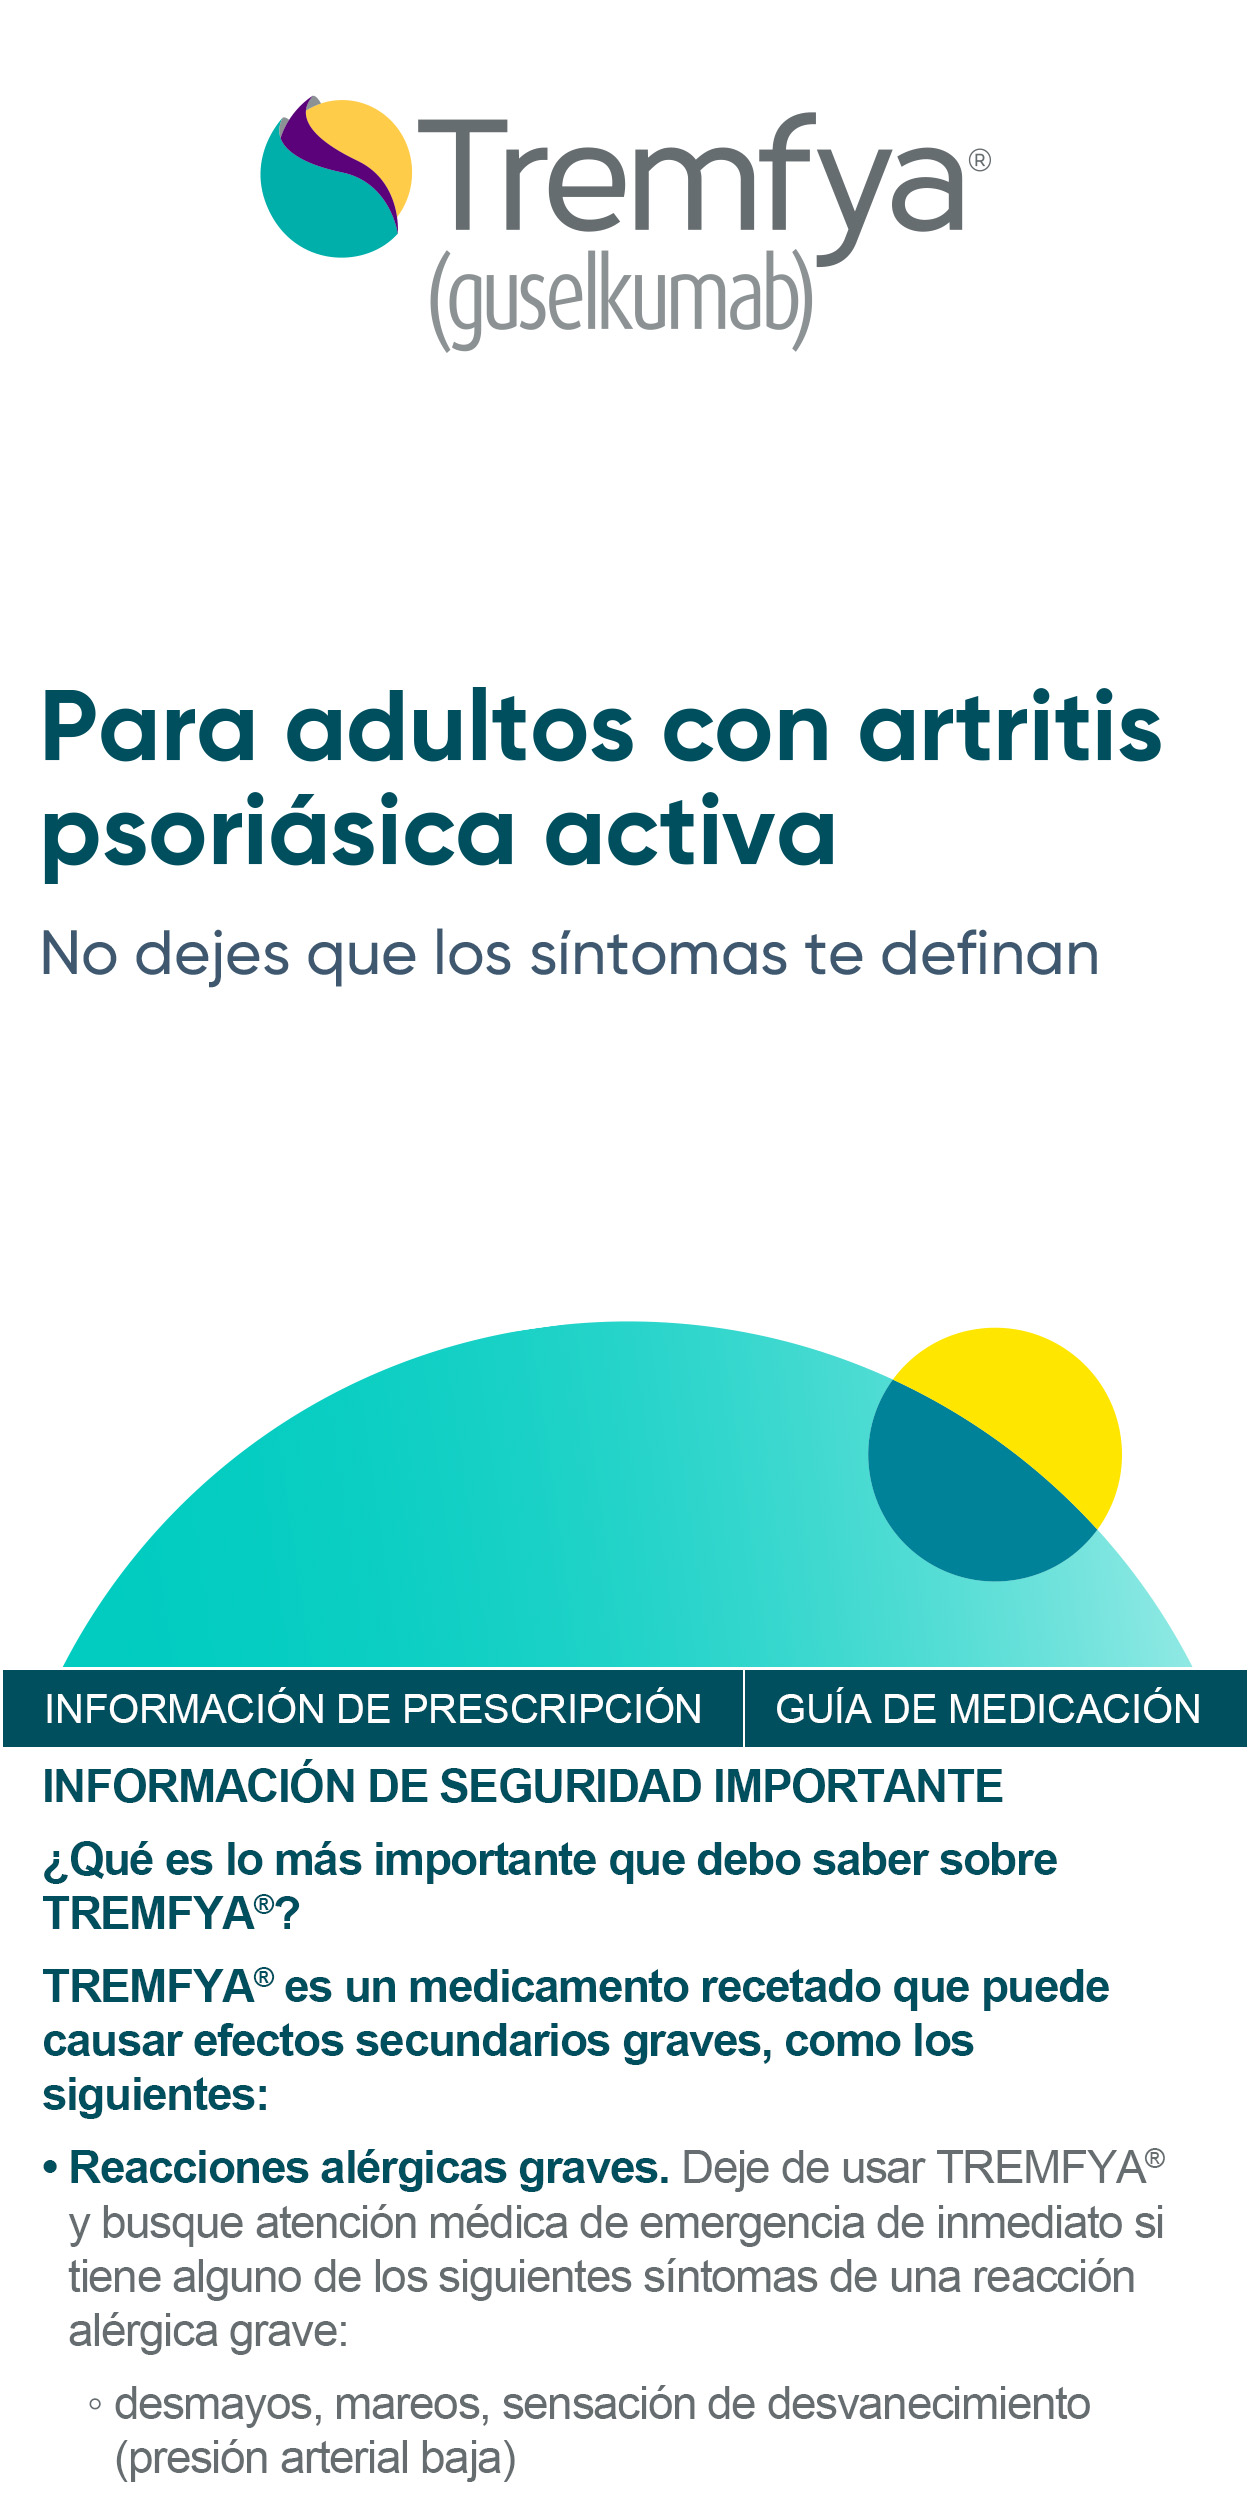 Tremfya®
(guselkumab)
Para adultos con artritis
psoriásica activa
No dejes que los síntomas te definan
INFORMACIÓN DE PRESCRIPCIÓN
GUÍA DE MEDICACIÓN
INFORMACIÓN DE SEGURIDAD IMPORTANTE
¿Qué es lo más importante que debo saber sobre
TREMFYA®?
TREMFYA® es un medicamento recetado que puede
causar efectos secundarios graves, como los
siguientes:
• Reacciones alérgicas graves. Deje de usar TREMFYA®
y busque atención médica de emergencia de inmediato si
tiene alguno de los siguientes síntomas de una reacción
alérgica grave:
◦ desmayos, mareos, sensación de desvanecimiento
(presión arterial baja)